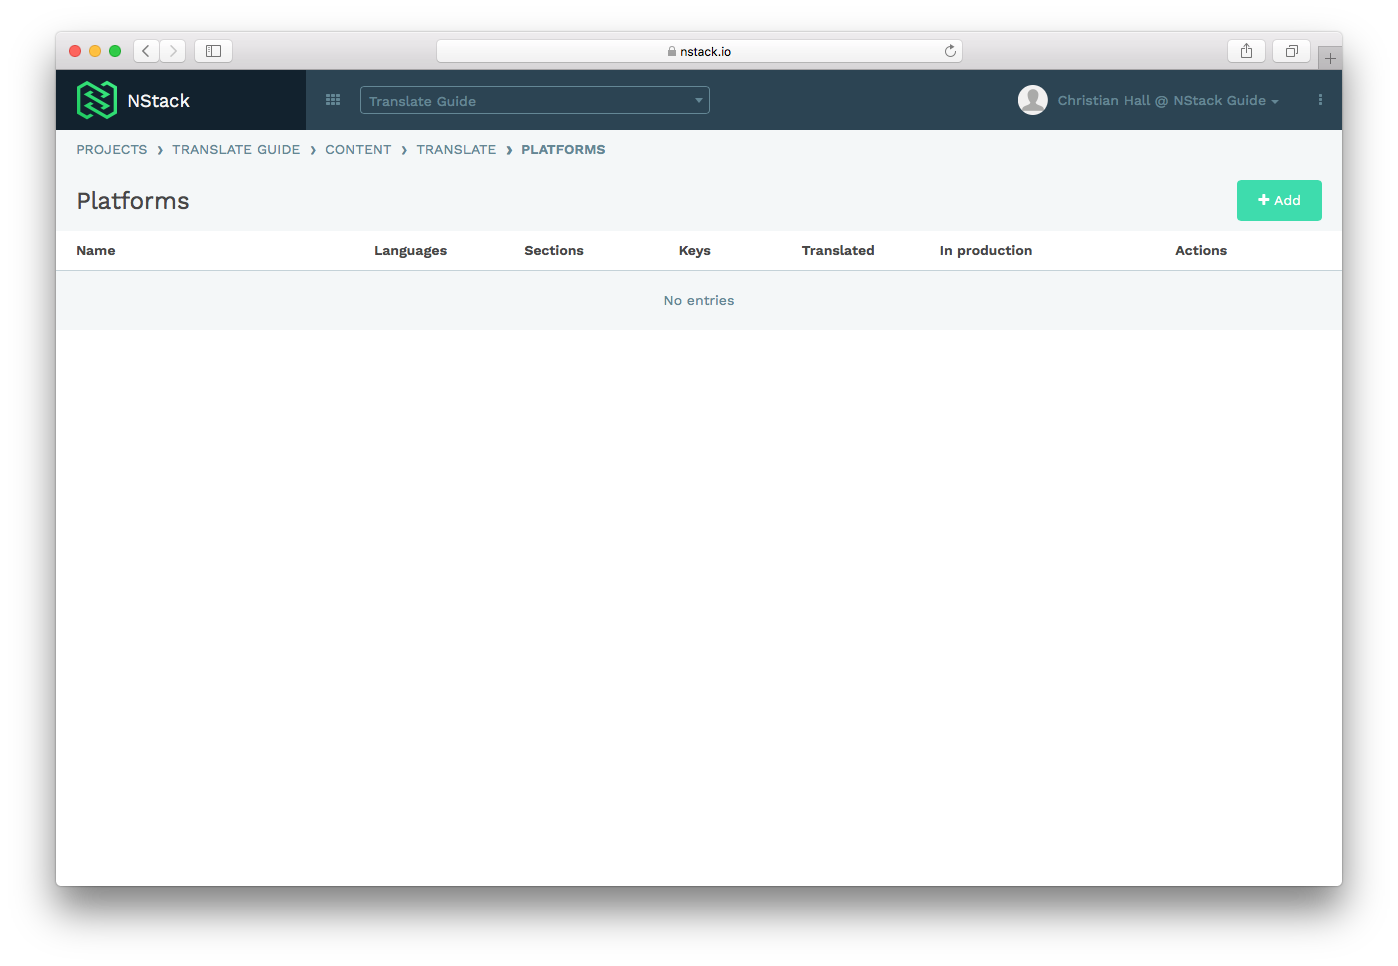 nstack.io
NStack
Translate Guide
Christian Hall @ NStack Guide
PROJECTS › TRANSLATE GUIDE › CONTENT › TRANSLATE › PLATFORMS
Platforms
+ Add
Name Languages Sections Keys Translated In production Actions
No entries